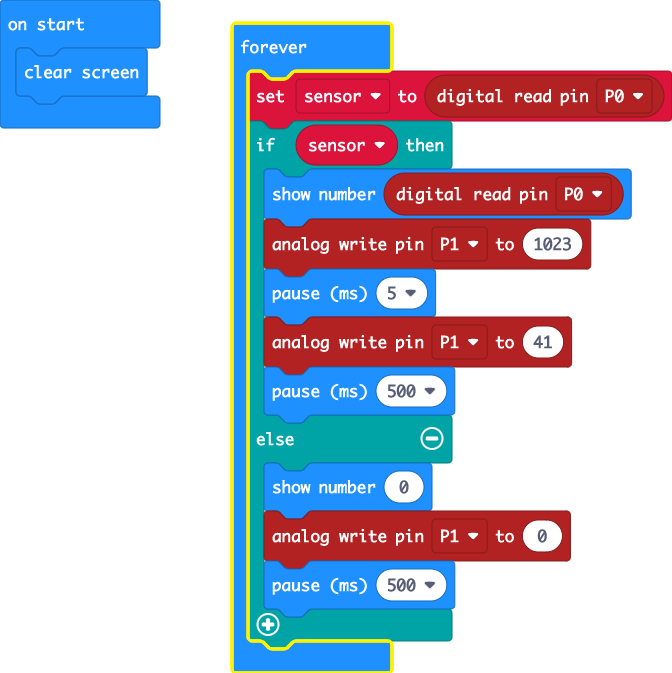 on start
clear screen
forever
set sensor to digital read pin P0
if sensor then
show number digital read pin P0
analog write pin P1 to 1023
pause (ms) 5
analog write pin P1 to 41
pause (ms) 500
else
show number 0
analog write pin P1 to 0
pause (ms) 500